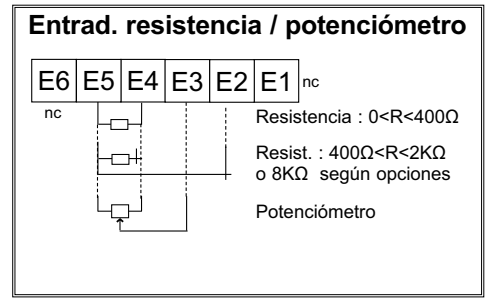 Entrad. resistencia / potenciómetro
E6 E5 E4 E3 E2 E1 nc
nc
Resistencia : 0<R<400Ω
Resist. : 400Ω<R<2KΩ
o 8KΩ según opciones
Potenciómetro